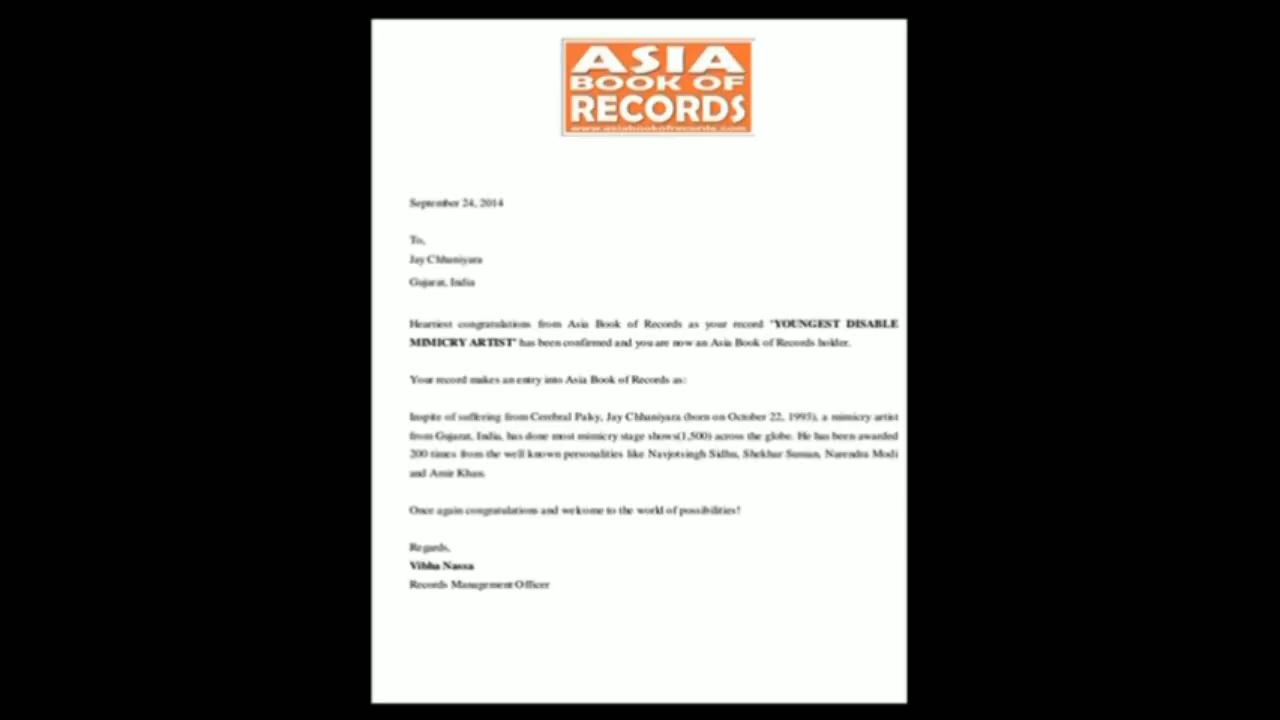 ASIA
BOOK OF
RECORDS
www.asiabookofrecords.com
September 24, 2014
To,
Jay Chhaniyara
Gujarat, India
Heartiest congratulations from Asia Book of Records as your record "YOUNGEST DISABLE
MIMICRY ARTIST" has been confirmed and you are now an Asia Book of Records holder.
Your record makes an entry into Asia Book of Records as:
Inspite of suffering from Cerebral Palsy, Jay Chhaniyara (born on October 22, 1993), a mimicry artist
from Gujarat, India, has done most mimicry stage shows(1,500) across the globe. He has been awarded
200 times from the well known personalities like Navjotsingh Sidhu, Shekhar Suman, Narendra Modi
and Amir Khan.
Once again congratulations and welcome to the world of possibilities!
Regards,
Vibha Nassa
Records Management Officer